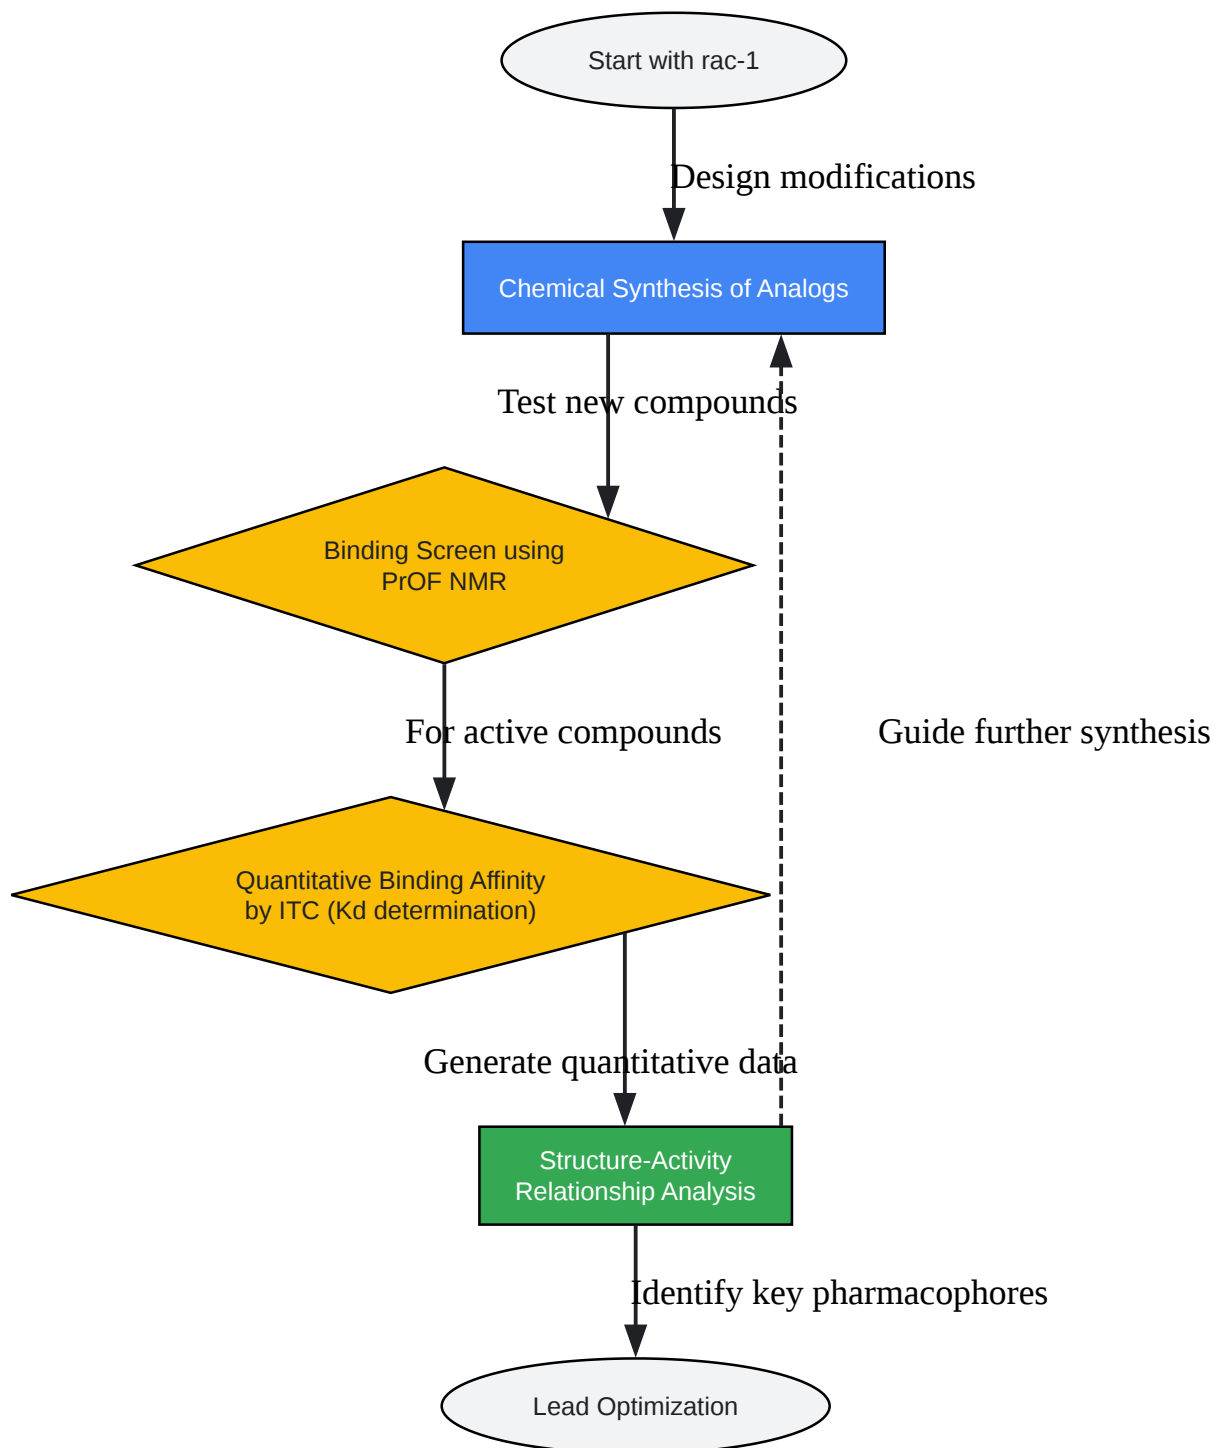 Start with rac-1
Design modifications
Chemical Synthesis of Analogs
Test new compounds
Binding Screen using
PrOF NMR
For active compounds
Guide further synthesis
Quantitative Binding Affinity
by ITC (Kd determination)
Generate quantitative data
Structure-Activity
Relationship Analysis
Identify key pharmacophores
Lead Optimization